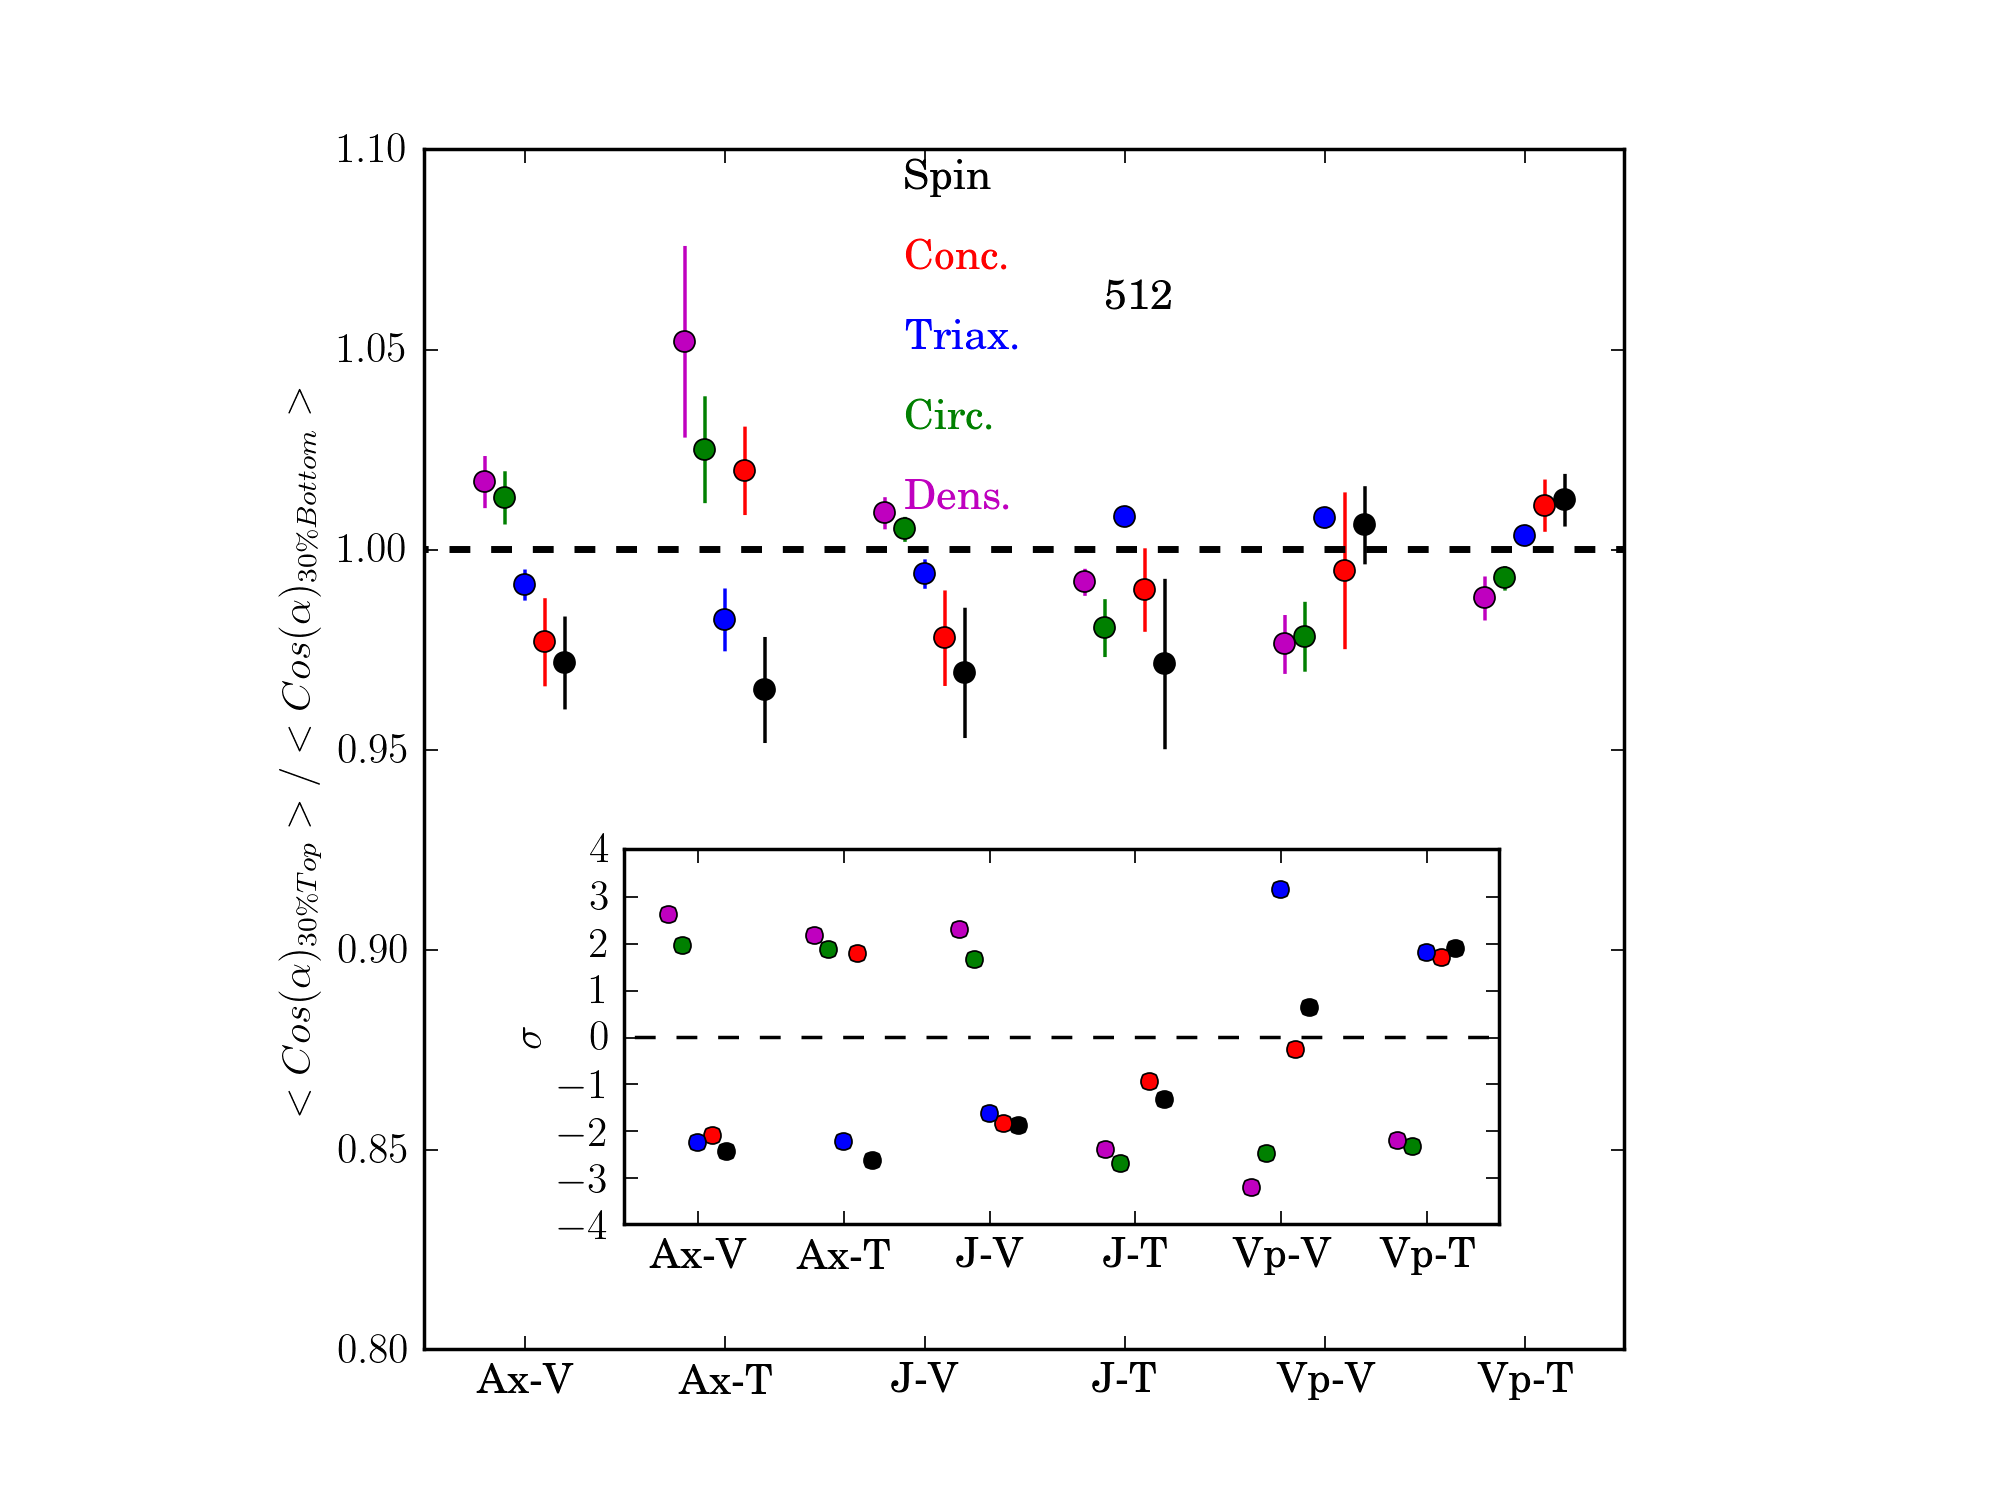 1.10
1.05
1.00
0.95
0.90
0.85
0.80
< Cos(α)30%Top > / < Cos(α)30%Bottom >
Spin
Conc.
Triax.
Circ.
Dens.
512
4
3
2
1
0
−1
−2
−3
−4
σ
Ax-V Ax-T J-V J-T Vp-V Vp-T
Ax-V Ax-T J-V J-T Vp-V Vp-T